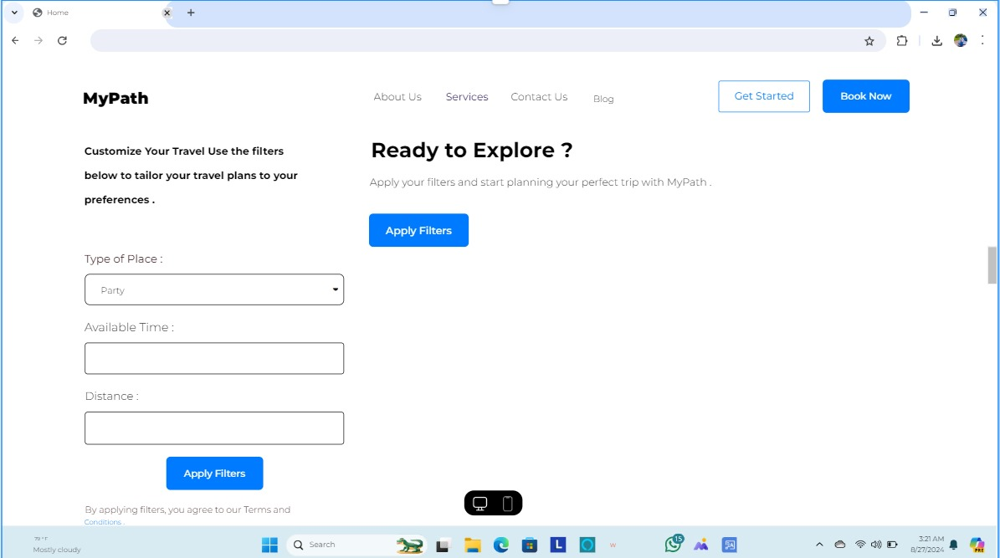 Home
MyPath
About Us
Services
Contact Us
Blog
Get Started
Book Now
Customize Your Travel Use the filters
below to tailor your travel plans to your
preferences .
Ready to Explore ?
Apply your filters and start planning your perfect trip with MyPath .
Apply Filters
Type of Place :
Party
Available Time :
Distance :
Apply Filters
By applying filters, you agree to our Terms and
Conditions .
Mostly cloudy
Search
L
W
15
3:21 AM
8/27/2024
PRE